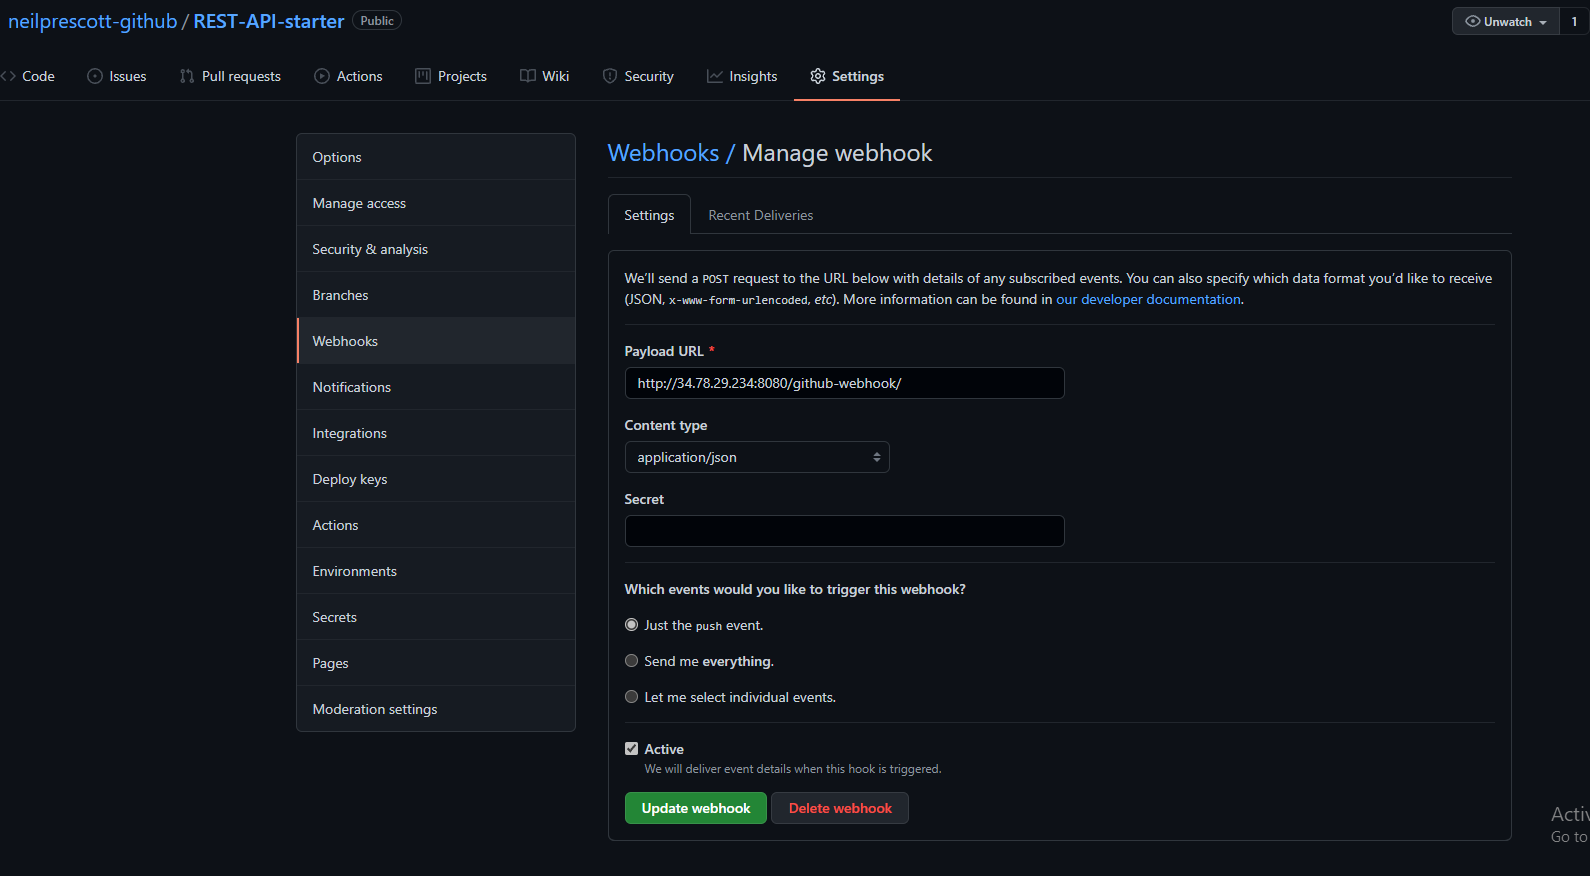 neilprescott-github / REST-API-starter Public
Unwatch 1
Code Issues Pull requests Actions Projects Wiki Security Insights Settings
Options
Manage access
Security & analysis
Branches
Webhooks
Notifications
Integrations
Deploy keys
Actions
Environments
Secrets
Pages
Moderation settings
Webhooks / Manage webhook
Settings Recent Deliveries
We'll send a POST request to the URL below with details of any subscribed events. You can also specify which data format you'd like to receive
(JSON, x-www-form-urlencoded, etc). More information can be found in our developer documentation.
Payload URL *
http://34.78.29.234:8080/github-webhook/
Content type
application/json
Secret
Which events would you like to trigger this webhook?
Just the push event.
Send me everything.
Let me select individual events.
Active
We will deliver event details when this hook is triggered.
Update webhook Delete webhook
Go to